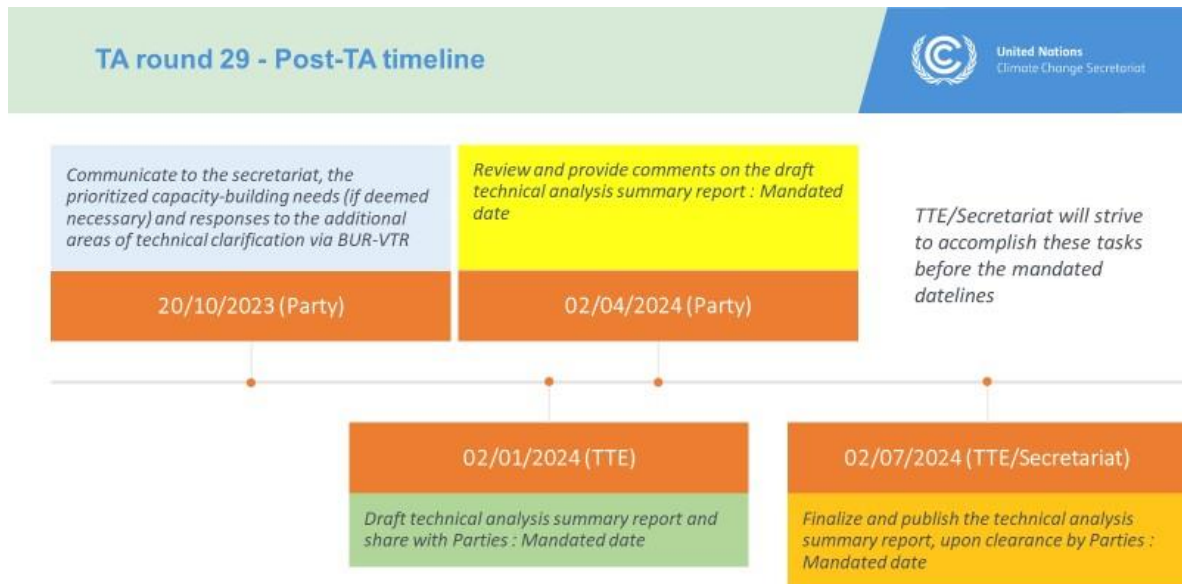 TA round 29 - Post-TA timeline
United Nations
Climate Change Secretariat
Communicate to the secretariat, the
prioritized capacity-building needs (if deemed
necessary) and responses to the additional
areas of technical clarification via BUR-VTR
20/10/2023 (Party)
Review and provide comments on the draft
technical analysis summary report : Mandated
date
02/04/2024 (Party)
TTE/Secretariat will strive
to accomplish these tasks
before the mandated
datelines
02/01/2024 (TTE)
Draft technical analysis summary report and
share with Parties : Mandated date
02/07/2024 (TTE/Secretariat)
Finalize and publish the technical analysis
summary report, upon clearance by Parties :
Mandated date